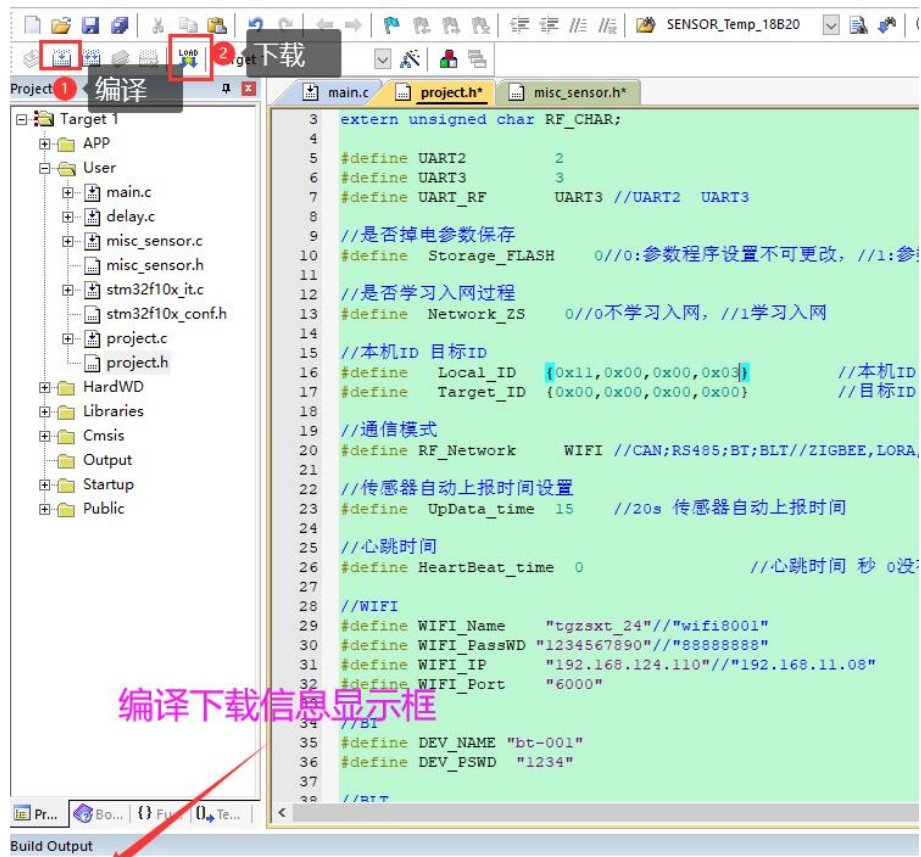 SENSOR_Temp_18B20
LOAD
2 下载
Project
1 编译
main.c
project.h*
misc_sensor.h*
Target 1
APP
User
main.c
delay.c
misc_sensor.c
misc_sensor.h
stm32f10x_it.c
stm32f10x_conf.h
project.c
project.h
HardWD
Libraries
Cmsis
Output
Startup
Public
3 extern unsigned char RF_CHAR;
4
5 #define UART2 2
6 #define UART3 3
7 #define UART_RF UART3 //UART2 UART3
8
9 //是否掉电参数保存
10 #define Storage_FLASH 0//0:参数程序设置不可更改，//1:参
11
12 //是否学习入网过程
13 #define Network_ZS 0//0不学习入网，//1学习入网
14
15 //本机ID 目标ID
16 #define Local_ID {0x11,0x00,0x00,0x03} //本机ID
17 #define Target_ID {0x00,0x00,0x00,0x00} //目标ID
18
19 //通信模式
20 #define RF_Network WIFI //CAN;RS485;BT;BLT//ZIGBEE,LORA,
21
22 //传感器自动上报时间设置
23 #define UpData_time 15 //20s 传感器自动上报时间
24
25 //心跳时间
26 #define HeartBeat_time 0 //心跳时间 秒 0没
27
28 //WIFI
29 #define WIFI_Name "tgzsxt_24"//"wifi8001"
30 #define WIFI_PassWD "1234567890"//"88888888"
31 #define WIFI_IP "192.168.124.110"//"192.168.11.08"
32 #define WIFI_Port "6000"
编译下载信息显示框
34 //BT
35 #define DEV_NAME "bt-001"
36 #define DEV_PSWD "1234"
37
38 //BLT
Pr...
Bo...
{} Fu...
Te...
Build Output